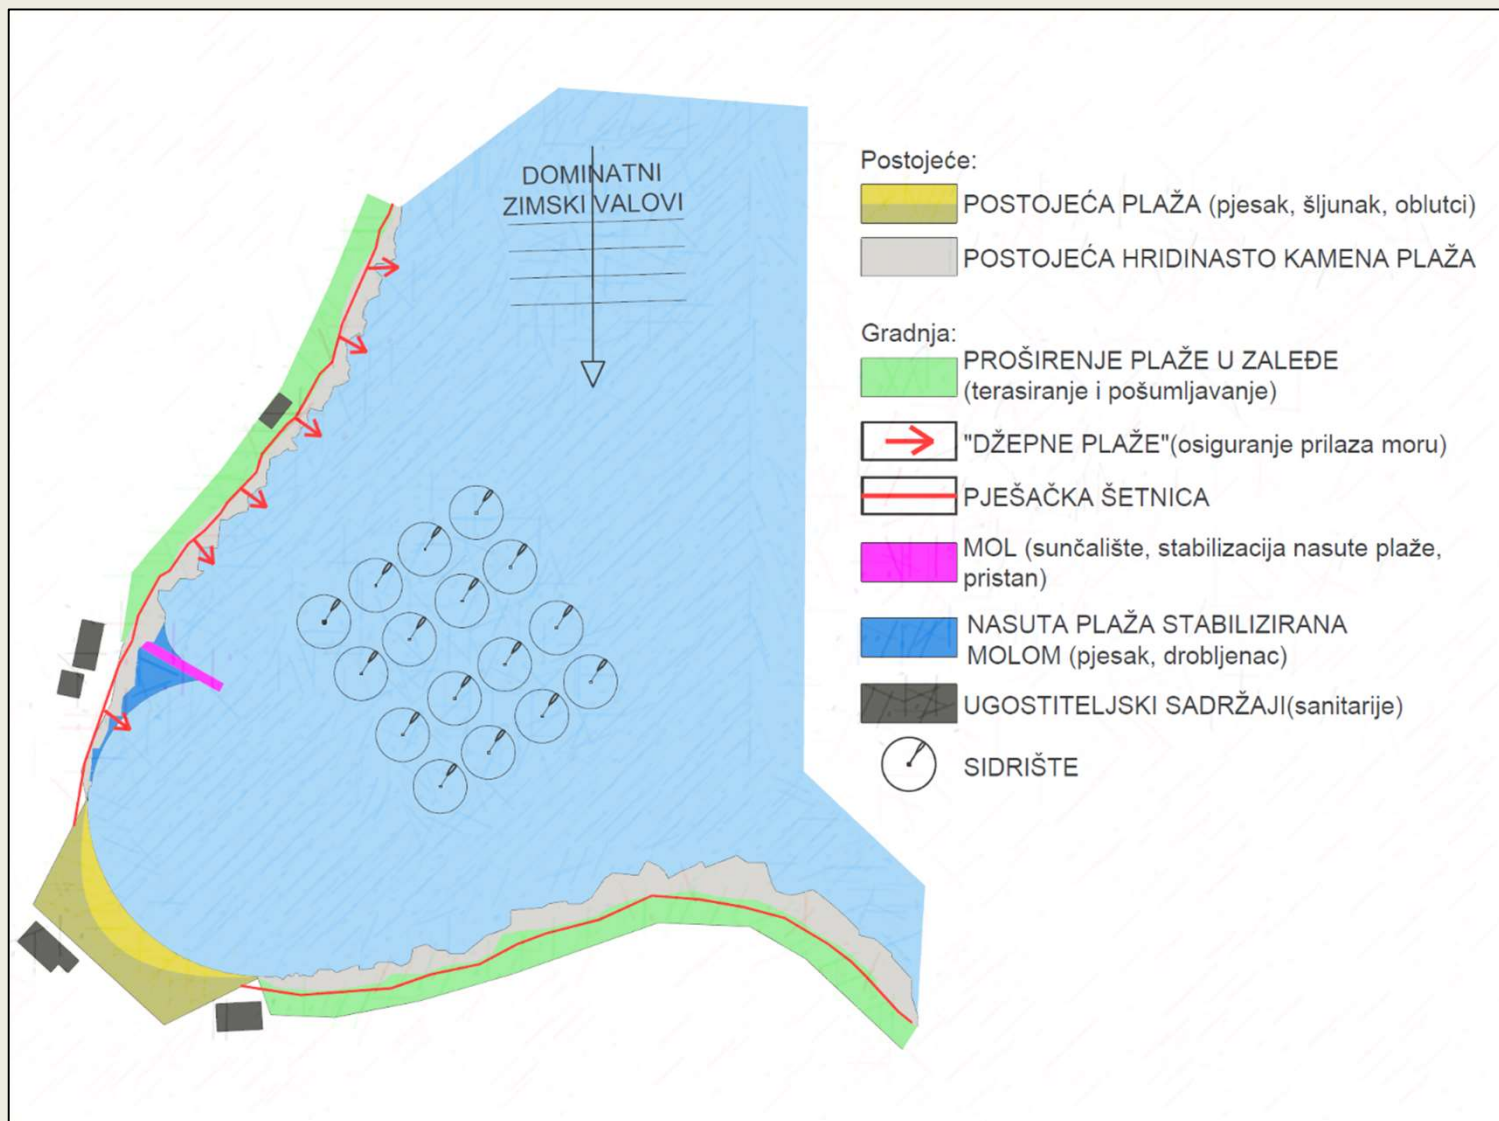 DOMINATNI
ZIMSKI VALOVI
Postojeće:
POSTOJEĆA PLAŽA (pjesak, šljunak, oblutci)
POSTOJEĆA HRIDINASTO KAMENA PLAŽA
Gradnja:
PROŠIRENJE PLAŽE U ZALEĐE
(terasiranje i pošumljavanje)
"DŽEPNE PLAŽE"(osiguranje prilaza moru)
PJEŠAČKA ŠETNICA
MOL (sunčalište, stabilizacija nasute plaže,
pristan)
NASUTA PLAŽA STABILIZIRANA
MOLOM (pjesak, drobljenac)
UGOSTITELJSKI SADRŽAJI(sanitarije)
SIDRIŠTE